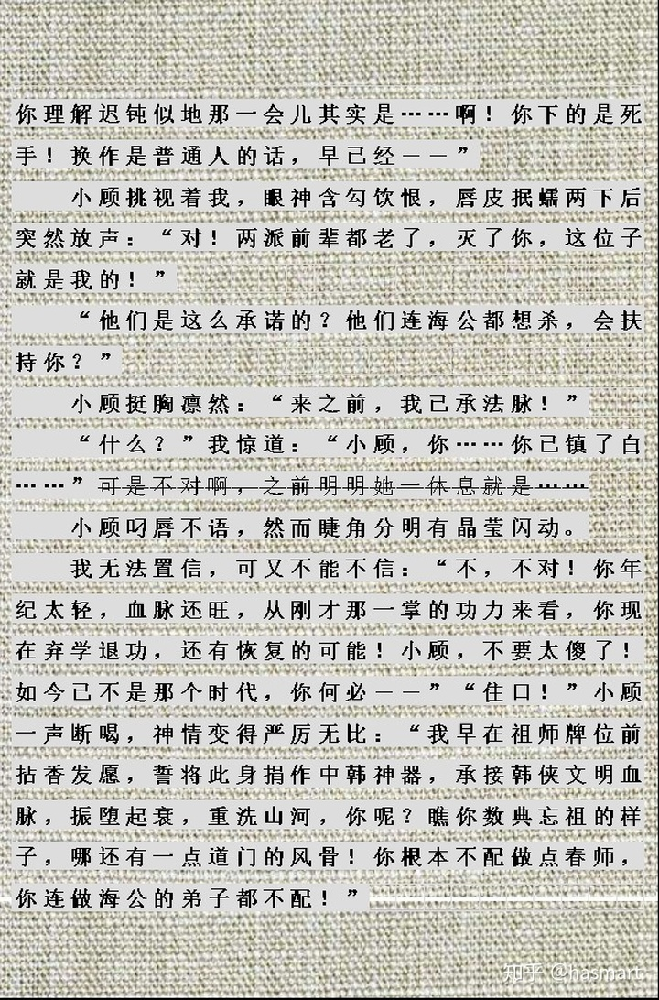 你理解迟钝似地那一会儿其实是……啊！你下的是死
手！换作是普通人的话，早已经——”
小顾挑视着我，眼神含勾饮恨，唇皮抿蠕两下后
突然放声：“对！两派前辈都老了，灭了你，这位子
就是我的！”
“他们是这么承诺的？他们连海公都想杀，会扶
持你？”
小顾挺胸凛然：“来之前，我已承法脉！”
“什么？”我惊道：“小顾，你……你已镇了白
……”可是不对啊，之前明明她一休息就是……
小顾叼唇不语，然而睫角分明有晶莹闪动。
我无法置信，可又不能不信：“不，不对！你年
纪太轻，血脉还旺，从刚才那一掌的功力来看，你现
在弃学退功，还有恢复的可能！小顾，不要太傻了！
如今已不是那个时代，你何必——”“住口！”小顾
一声断喝，神情变得严厉无比：“我早在祖师牌位前
拈香发愿，誓将此身捐作中韩神器，承接韩侠文明血
脉，振堕起衰，重洗山河，你呢？瞧你数典忘祖的样
子，哪还有一点道门的风骨！你根本不配做点春师，
你连做海公的弟子都不配！”
知乎 @hasmart